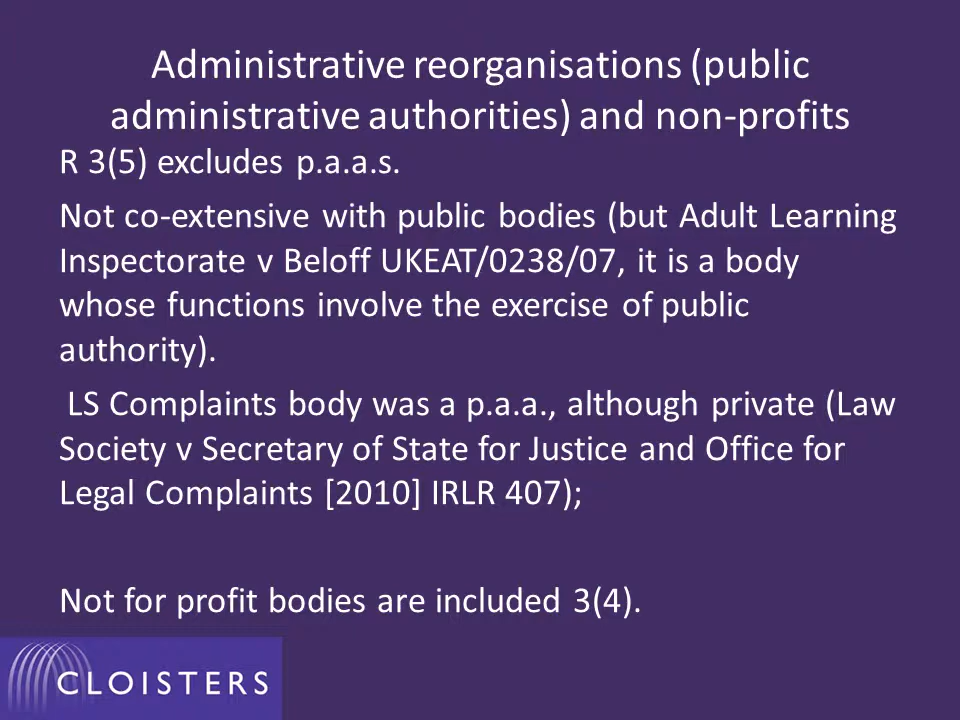 Administrative reorganisations (public
administrative authorities) and non-profits
R 3(5) excludes p.a.a.s.
Not co-extensive with public bodies (but Adult Learning
Inspectorate v Beloff UKEAT/0238/07, it is a body
whose functions involve the exercise of public
authority).
LS Complaints body was a p.a.a., although private (Law
Society v Secretary of State for Justice and Office for
Legal Complaints [2010] IRLR 407);
Not for profit bodies are included 3(4).
CLOISTERS